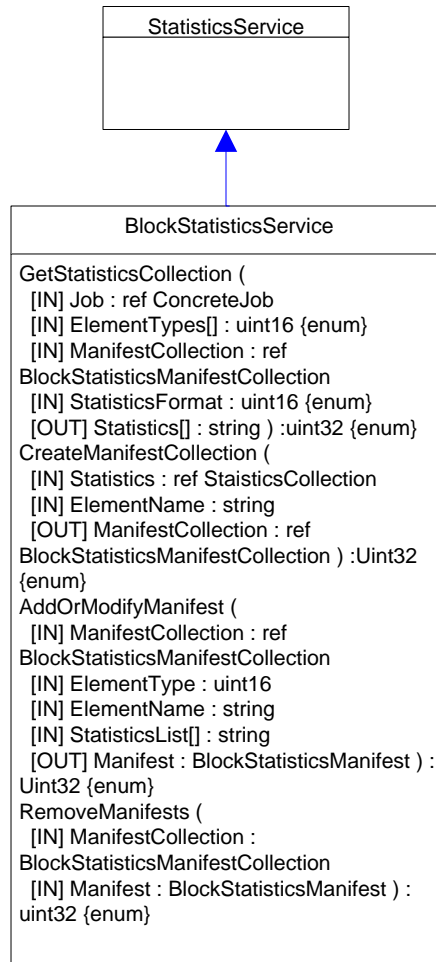 StatisticsService
BlockStatisticsService
GetStatisticsCollection (
[IN] Job : ref ConcreteJob
[IN] ElementTypes[] : uint16 {enum}
[IN] ManifestCollection : ref
BlockStatisticsManifestCollection
[IN] StatisticsFormat : uint16 {enum}
[OUT] Statistics[] : string ) :uint32 {enum}
CreateManifestCollection (
[IN] Statistics : ref StaisticsCollection
[IN] ElementName : string
[OUT] ManifestCollection : ref
BlockStatisticsManifestCollection ) :Uint32
{enum}
AddOrModifyManifest (
[IN] ManifestCollection : ref
BlockStatisticsManifestCollection
[IN] ElementType : uint16
[IN] ElementName : string
[IN] StatisticsList[] : string
[OUT] Manifest : BlockStatisticsManifest ) :
Uint32 {enum}
RemoveManifests (
[IN] ManifestCollection :
BlockStatisticsManifestCollection
[IN] Manifest : BlockStatisticsManifest ) :
uint32 {enum}